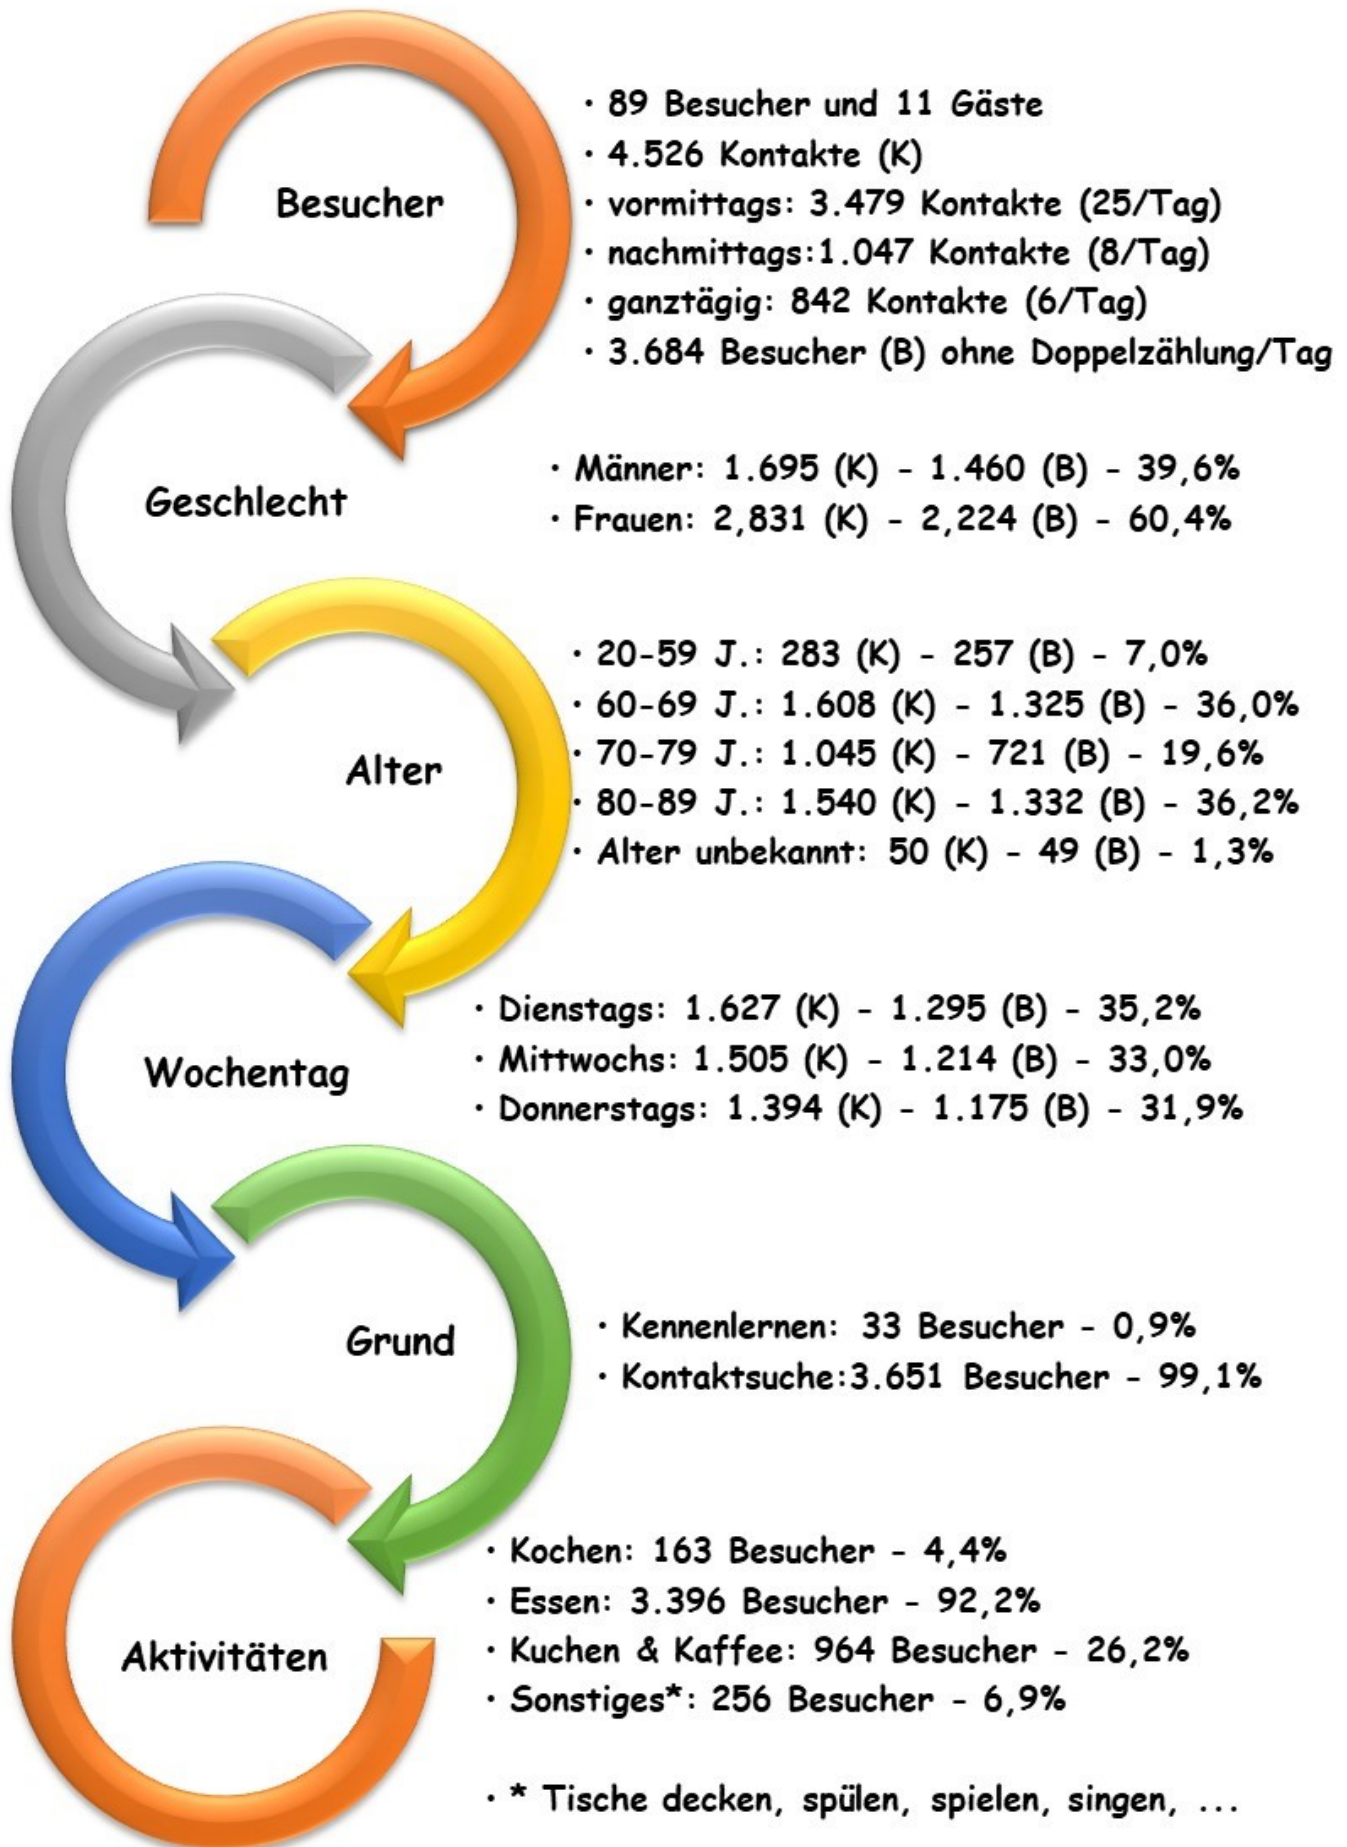 Besucher
· 89 Besucher und 11 Gäste
· 4.526 Kontakte (K)
· vormittags: 3.479 Kontakte (25/Tag)
· nachmittags:1.047 Kontakte (8/Tag)
· ganztägig: 842 Kontakte (6/Tag)
· 3.684 Besucher (B) ohne Doppelzählung/Tag
Geschlecht
· Männer: 1.695 (K) - 1.460 (B) - 39,6%
· Frauen: 2,831 (K) - 2,224 (B) - 60,4%
Alter
· 20-59 J.: 283 (K) - 257 (B) - 7,0%
· 60-69 J.: 1.608 (K) - 1.325 (B) - 36,0%
· 70-79 J.: 1.045 (K) - 721 (B) - 19,6%
· 80-89 J.: 1.540 (K) - 1.332 (B) - 36,2%
· Alter unbekannt: 50 (K) - 49 (B) - 1,3%
Wochentag
· Dienstags: 1.627 (K) - 1.295 (B) - 35,2%
· Mittwochs: 1.505 (K) - 1.214 (B) - 33,0%
· Donnerstags: 1.394 (K) - 1.175 (B) - 31,9%
Grund
· Kennenlernen: 33 Besucher - 0,9%
· Kontaktsuche:3.651 Besucher - 99,1%
Aktivitäten
· Kochen: 163 Besucher - 4,4%
· Essen: 3.396 Besucher - 92,2%
· Kuchen & Kaffee: 964 Besucher - 26,2%
· Sonstiges*: 256 Besucher - 6,9%
· * Tische decken, spülen, spielen, singen, ...